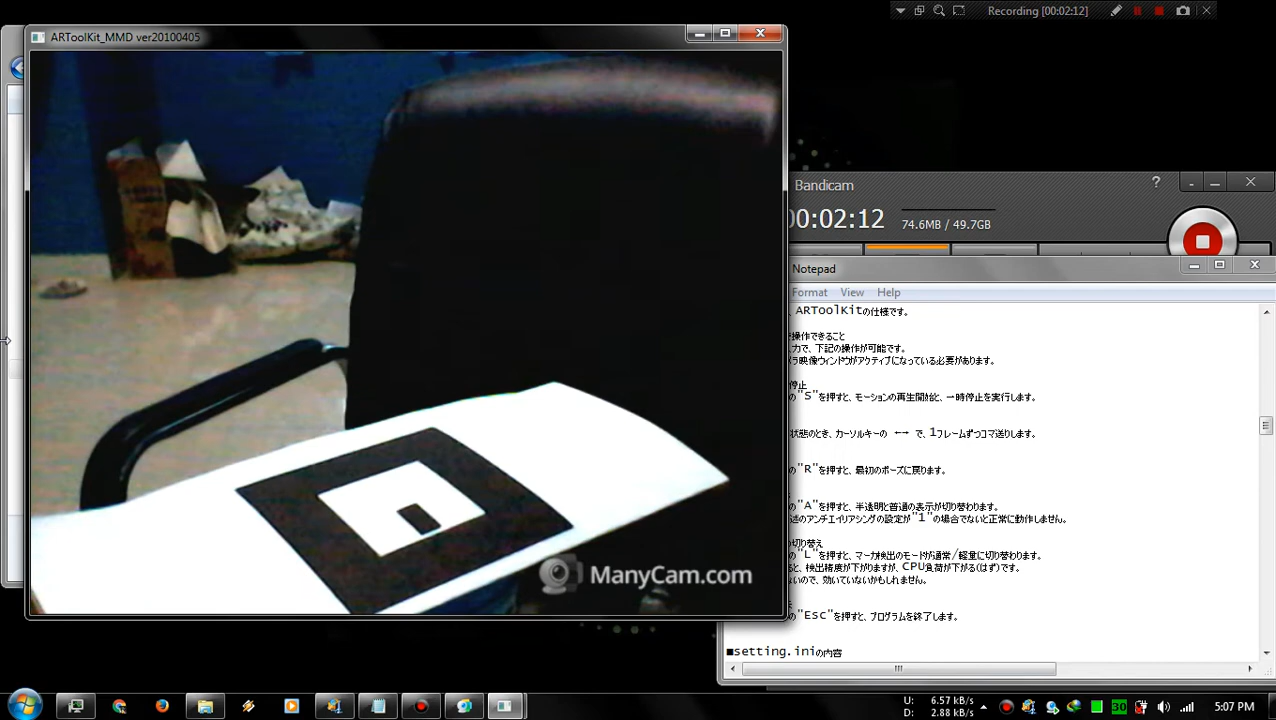 Recording [00:02:12]
ARToolKit_MMD ver20100405
Bandicam
?
00:02:12
74.6MB / 49.7GB
Notepad
Format View Help
ARToolKitの仕様です。
操作できること
力で、下記の操作が可能です。
映像ウィンドウがアクティブになっている必要があります。
停止
の"S"を押すと、モーションの再生開始と、一時停止を実行します。
状態のとき、カーソルキーの ←→ で、1フレームずつコマ送りします。
の"R"を押すと、最初のポーズに戻ります。
の"A"を押すと、半透明と普通の表示が切り替わります。
述のアンチエイリアシングの設定が"1"の場合でないと正常に動作しません。
の切り替え
の"L"を押すと、マーカ検出のモードが通常/軽量に切り替わります。
ると、検出精度が下がりますが、CPU負荷が下がる(はず)です。
ないので、効いていないかもしれません。
の"ESC"を押すと、プログラムを終了します。
■setting.iniの内容
ManyCam.com
U: 6.57 kB/s
D: 2.88 kB/s
30
5:07 PM